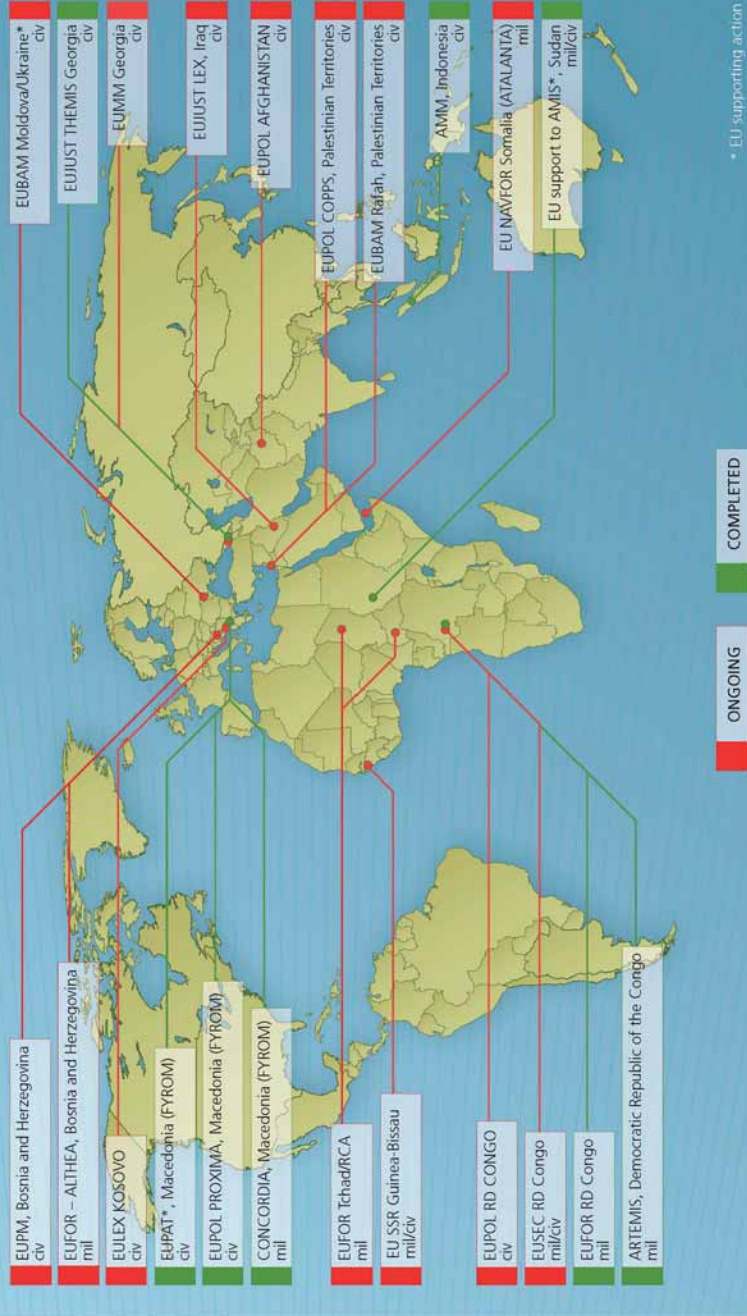 EUPM, Bosnia and Herzegovina
civ
EUFOR – ALTHEA, Bosnia and Herzegovina
mil
EULEX KOSOVO
civ
EUPAT*, Macedonia (FYROM)
civ
EUPOL PROXIMA, Macedonia (FYROM)
civ
CONCORDIA, Macedonia (FYROM)
mil
EUFOR Tchad/RCA
mil
EU SSR Guinea-Bissau
mil/civ
EUPOL RD CONGO
civ
EUSEC RD Congo
mil/civ
EUFOR RD Congo
mil
ARTEMIS, Democratic Republic of the Congo
mil
EUBAM Moldova/Ukraine*
civ
EUJUST THEMIS Georgia
civ
EUMM Georgia
civ
EUJUST LEX, Iraq
civ
EUPOL AFGHANISTAN
civ
EUPOL COPPS, Palestinian Territories
civ
EUBAM Rafah, Palestinian Territories
civ
AMM, Indonesia
civ
EU NAVFOR Somalia (ATALANTA)
mil
EU support to AMIS*, Sudan
mil/civ
ONGOING
COMPLETED
* EU supporting action